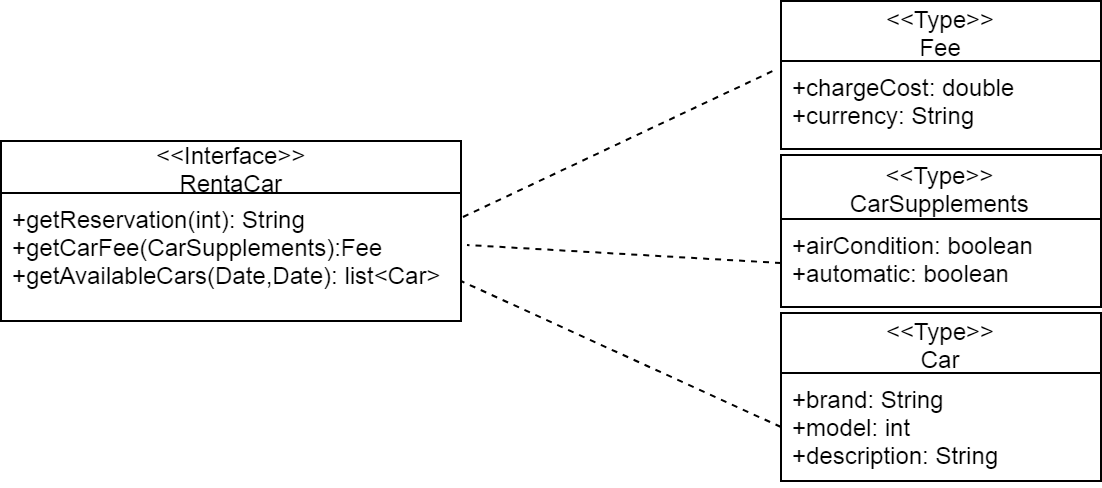 <<Interface>>
RentaCar
+getReservation(int): String
+getCarFee(CarSupplements):Fee
+getAvailableCars(Date,Date): list<Car>
<<Type>>
Fee
+chargeCost: double
+currency: String
<<Type>>
CarSupplements
+airCondition: boolean
+automatic: boolean
<<Type>>
Car
+brand: String
+model: int
+description: String